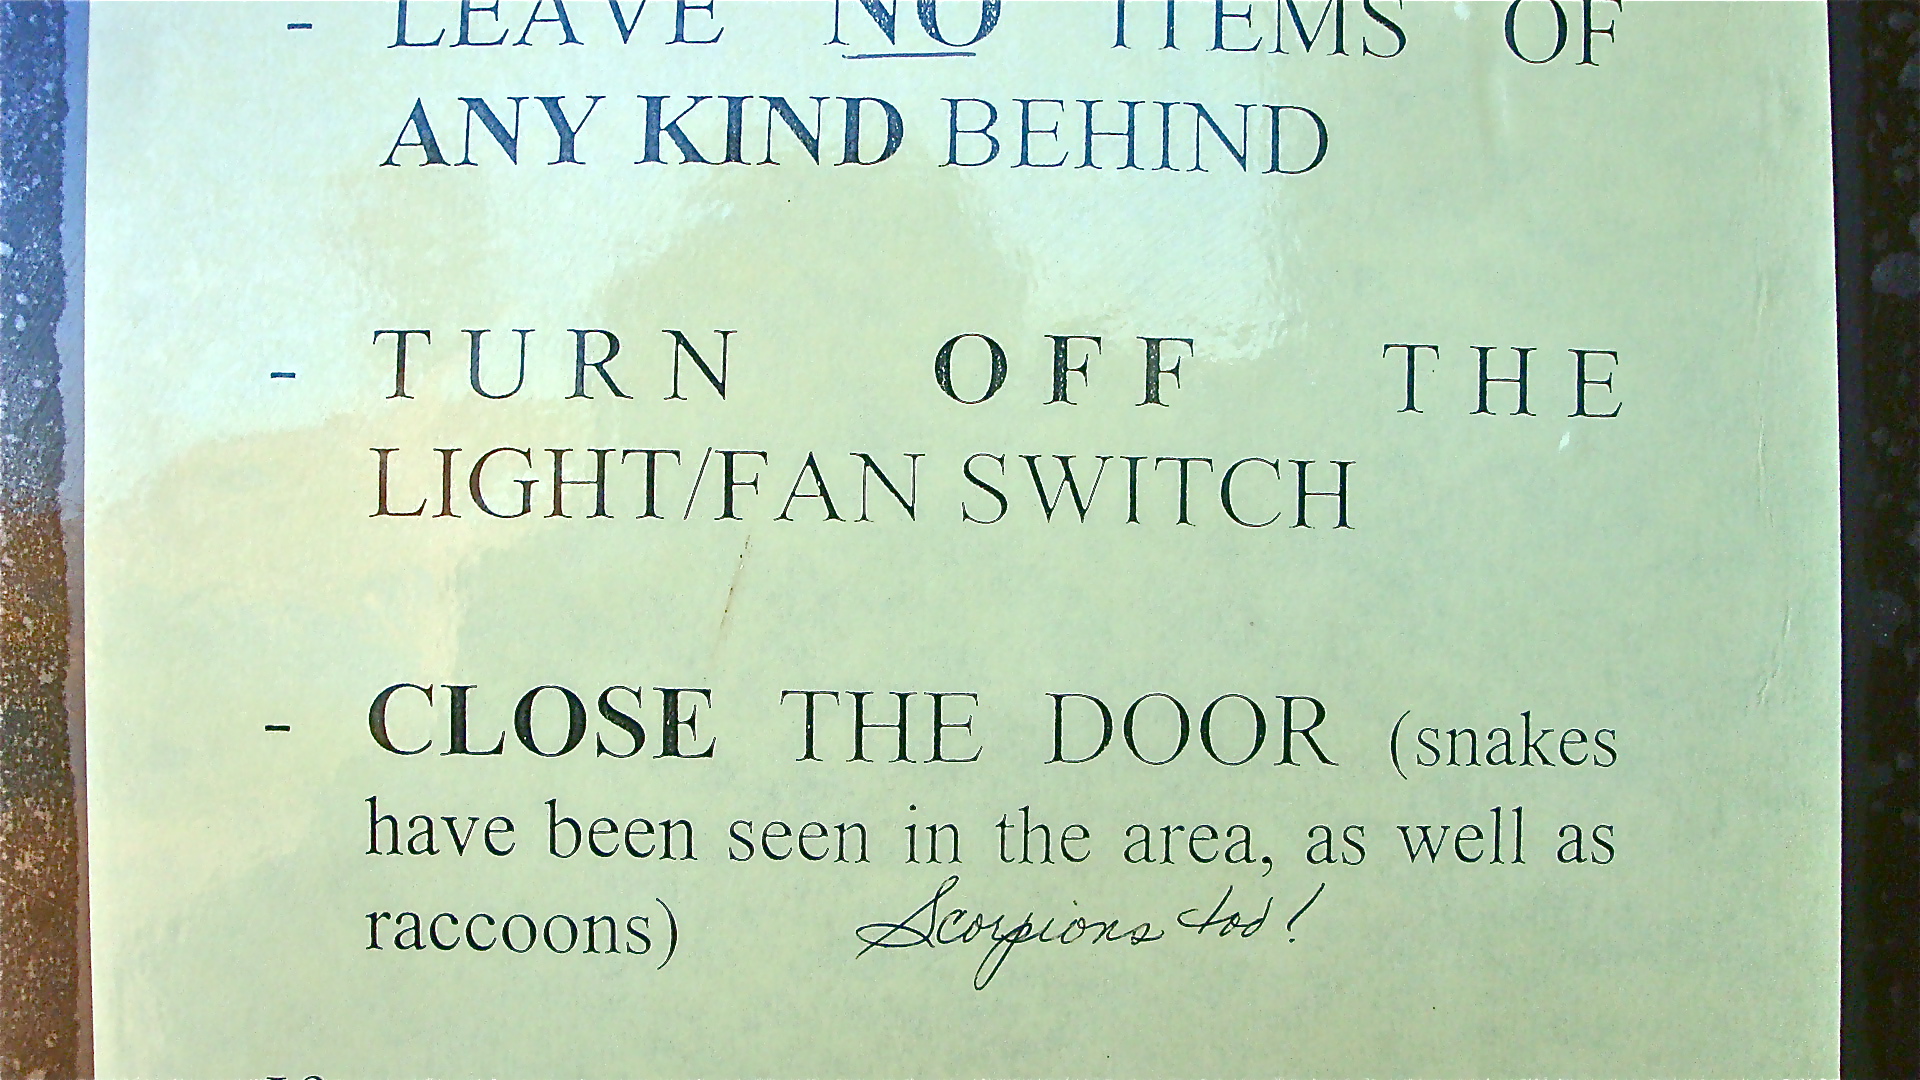 - LEAVE NO ITEMS OF
ANY KIND BEHIND
- TURN OFF THE
LIGHT/FAN SWITCH
- CLOSE THE DOOR (snakes
have been seen in the area, as well as
raccoons) Scorpions too!